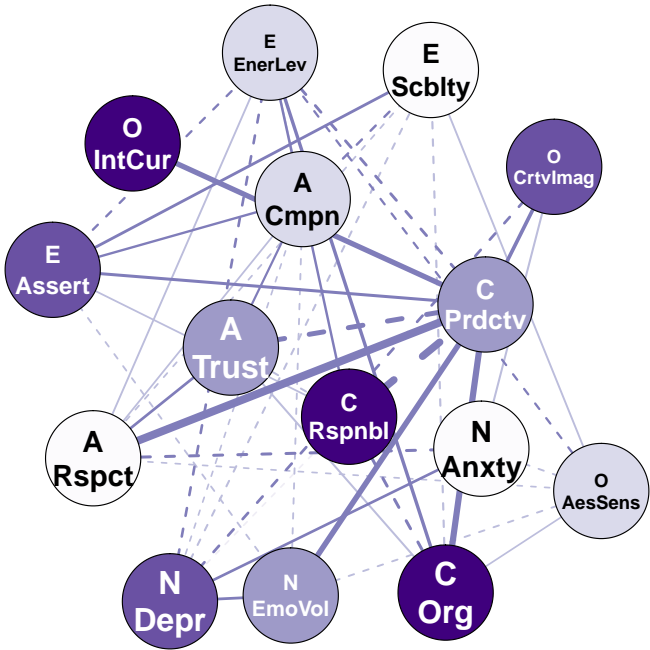 E
EnerLev
E
Scblty
O
IntCur
O
CrtvImag
A
Cmpn
E
Assert
C
Prdctv
A
Trust
C
Rspnbl
A
Rspct
N
Anxty
O
AesSens
N
Depr
N
EmoVol
C
Org